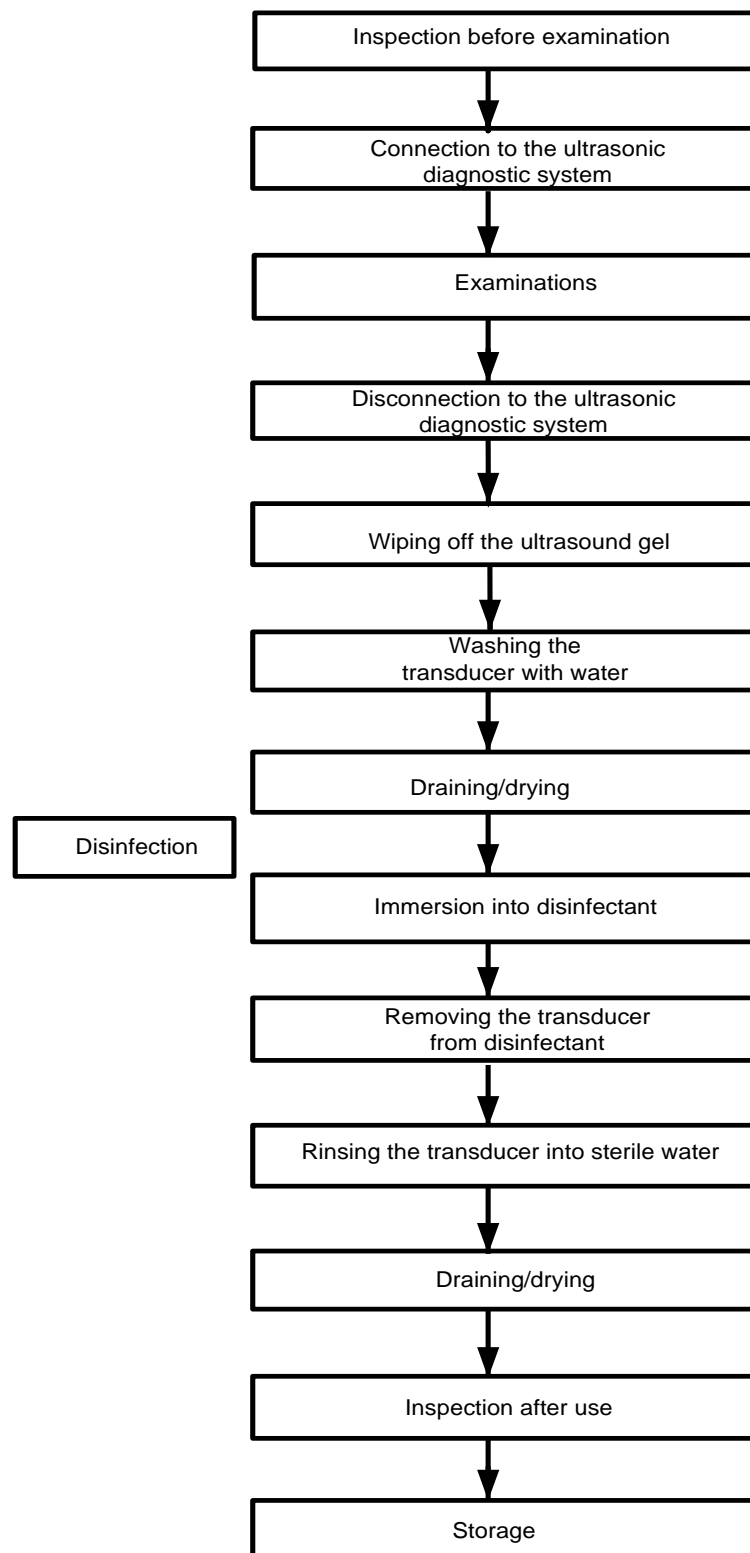 Inspection before examination
Connection to the ultrasonic
diagnostic system
Examinations
Disconnection to the ultrasonic
diagnostic system
Wiping off the ultrasound gel
Washing the
transducer with water
Draining/drying
Disinfection
Immersion into disinfectant
Removing the transducer
from disinfectant
Rinsing the transducer into sterile water
Draining/drying
Inspection after use
Storage